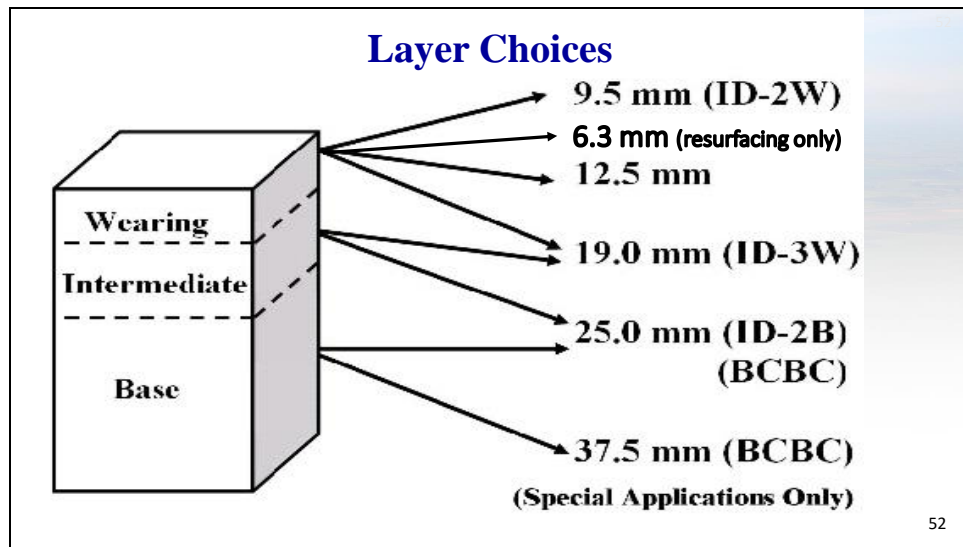 Layer Choices
9.5 mm (ID-2W)
6.3 mm (resurfacing only)
12.5 mm
19.0 mm (ID-3W)
25.0 mm (ID-2B)
(BCBC)
37.5 mm (BCBC)
(Special Applications Only)
Wearing
Intermediate
Base
52